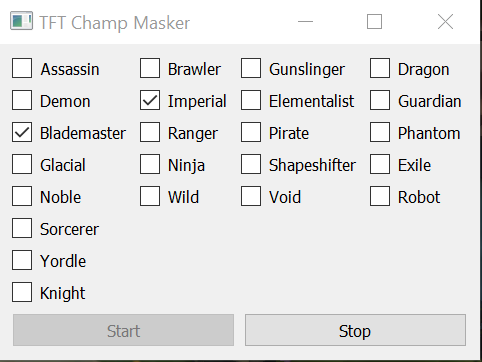 TFT Champ Masker
Assassin Brawler Gunslinger Dragon
Demon Imperial Elementalist Guardian
Blademaster Ranger Pirate Phantom
Glacial Ninja Shapeshifter Exile
Noble Wild Void Robot
Sorcerer
Yordle
Knight
Start Stop